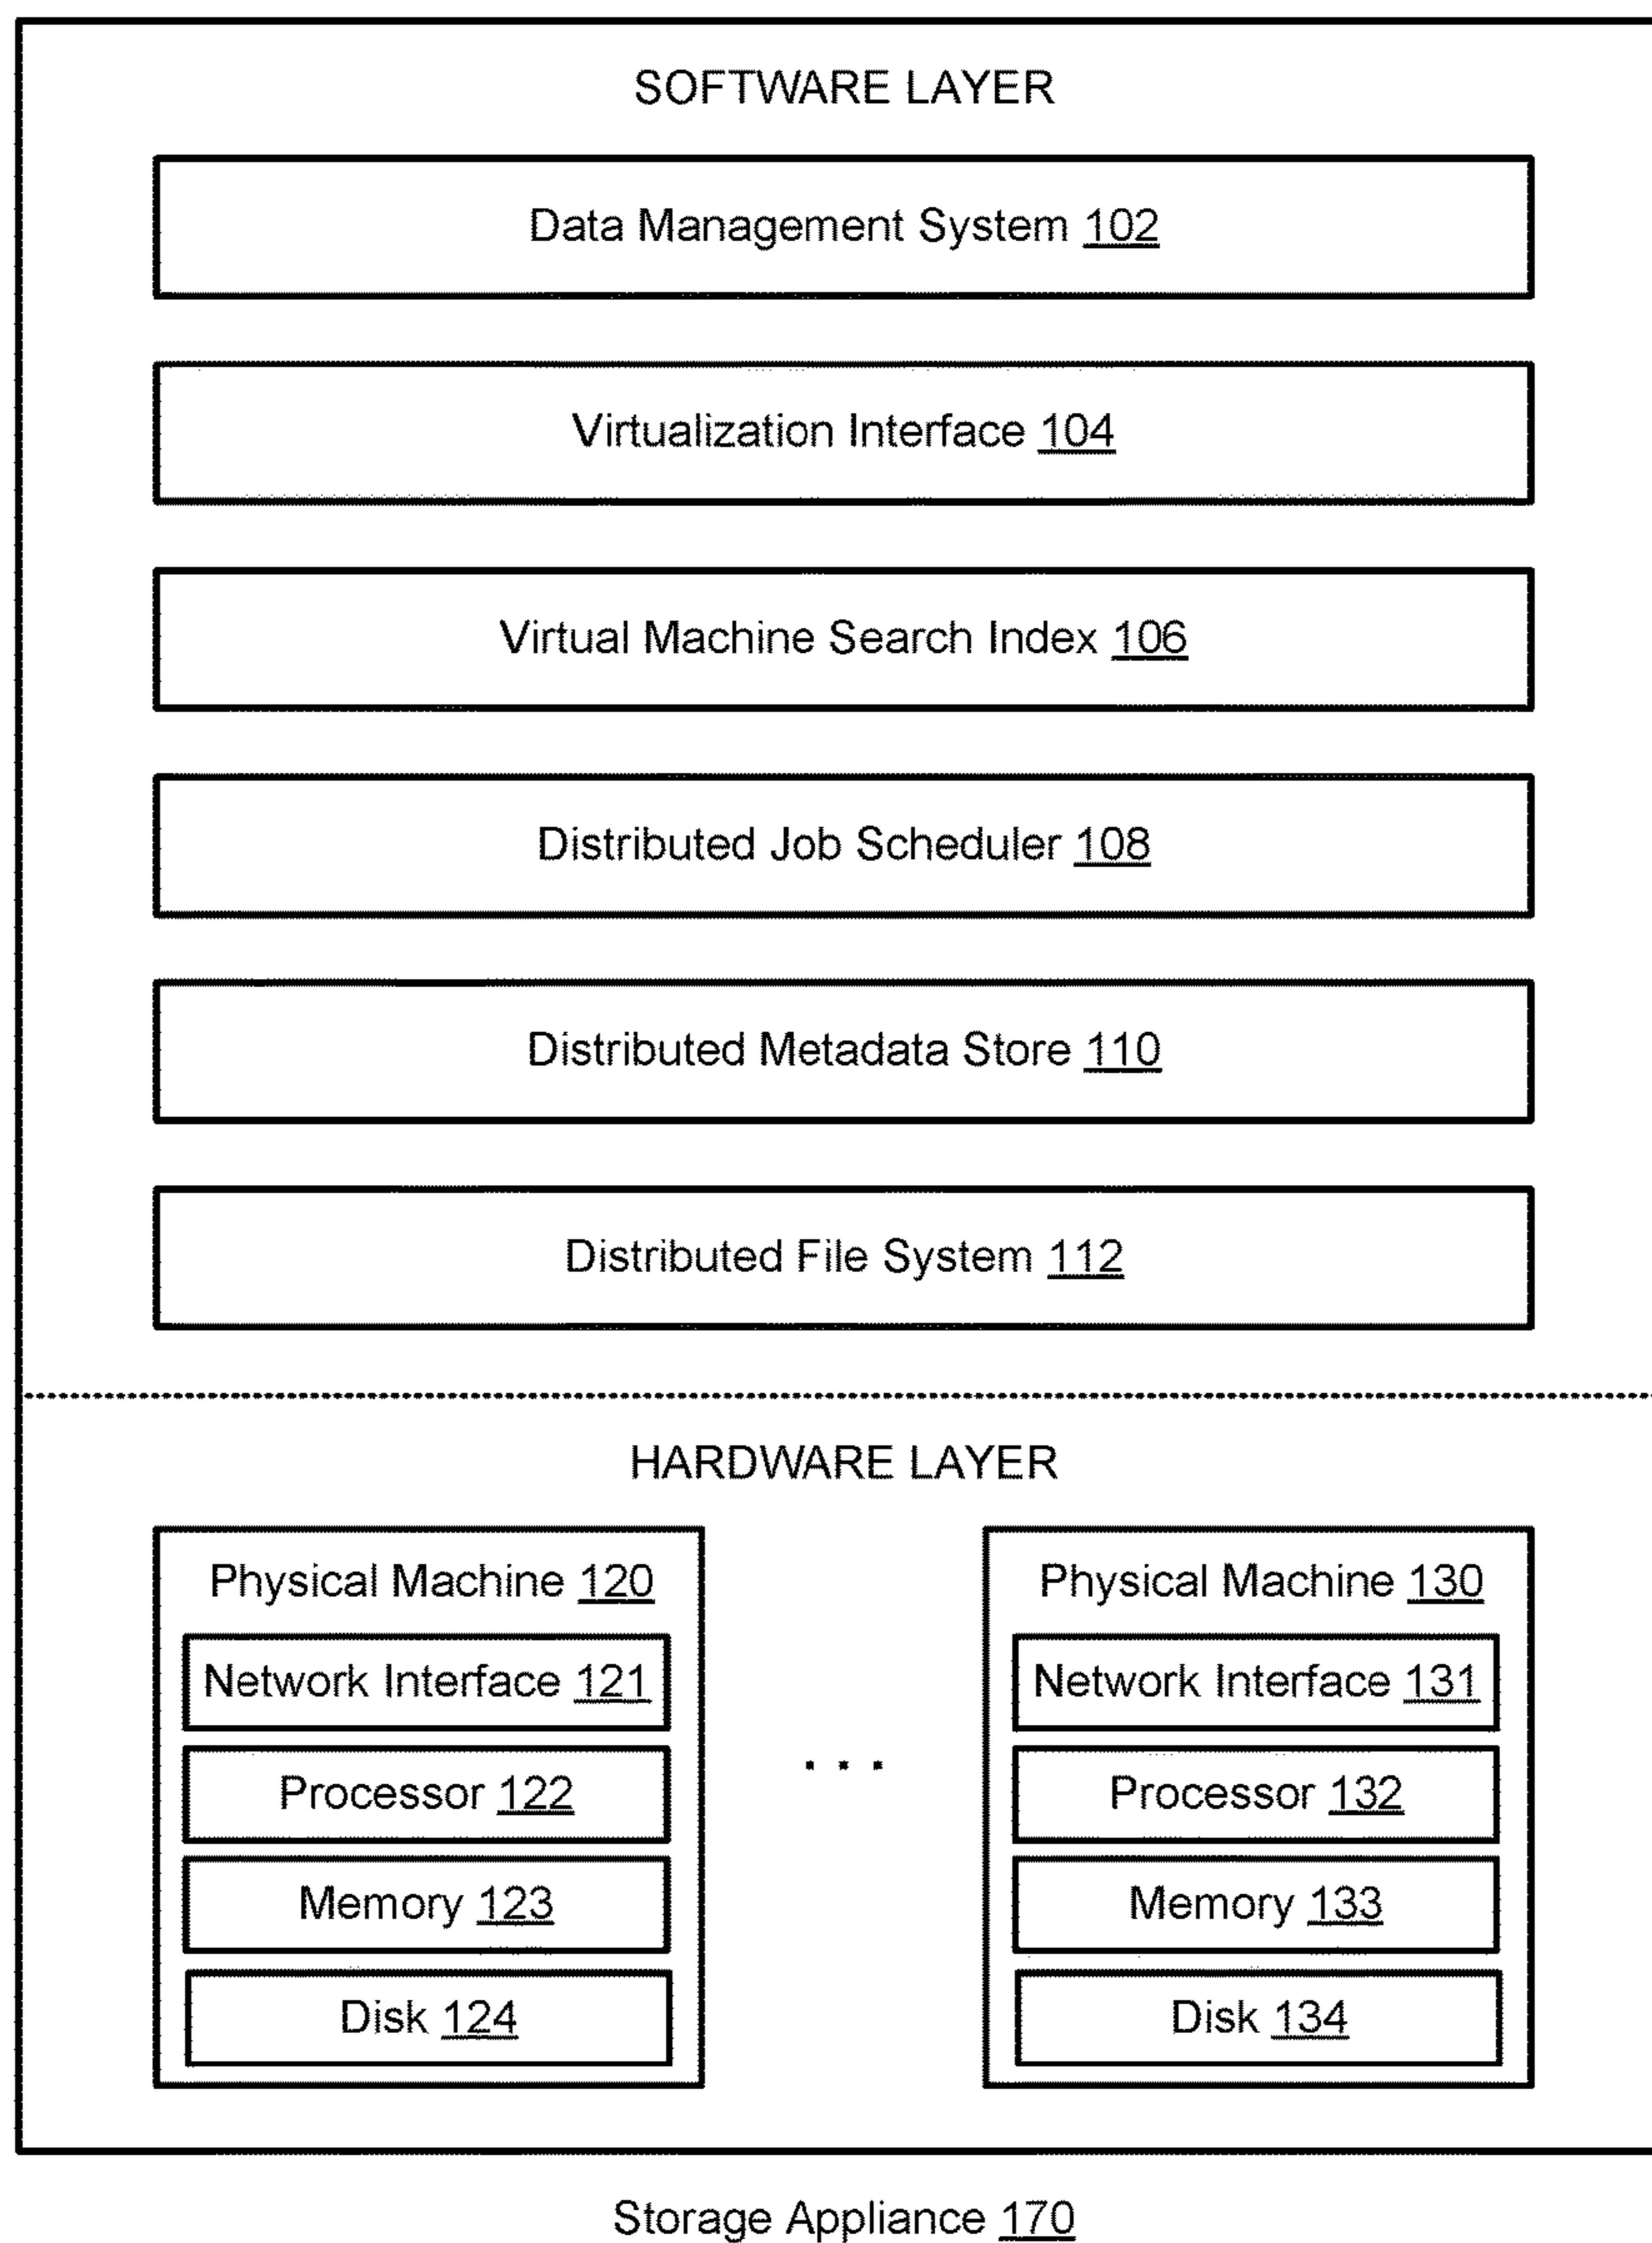 SOFTWARE LAYER
Data Management System 102
Virtualization Interface 104
Virtual Machine Search Index 106
Distributed Job Scheduler 108
Distributed Metadata Store 110
Distributed File System 112
HARDWARE LAYER
Physical Machine 120
Network Interface 121
Processor 122
Memory 123
Disk 124
. . .
Physical Machine 130
Network Interface 131
Processor 132
Memory 133
Disk 134
Storage Appliance 170